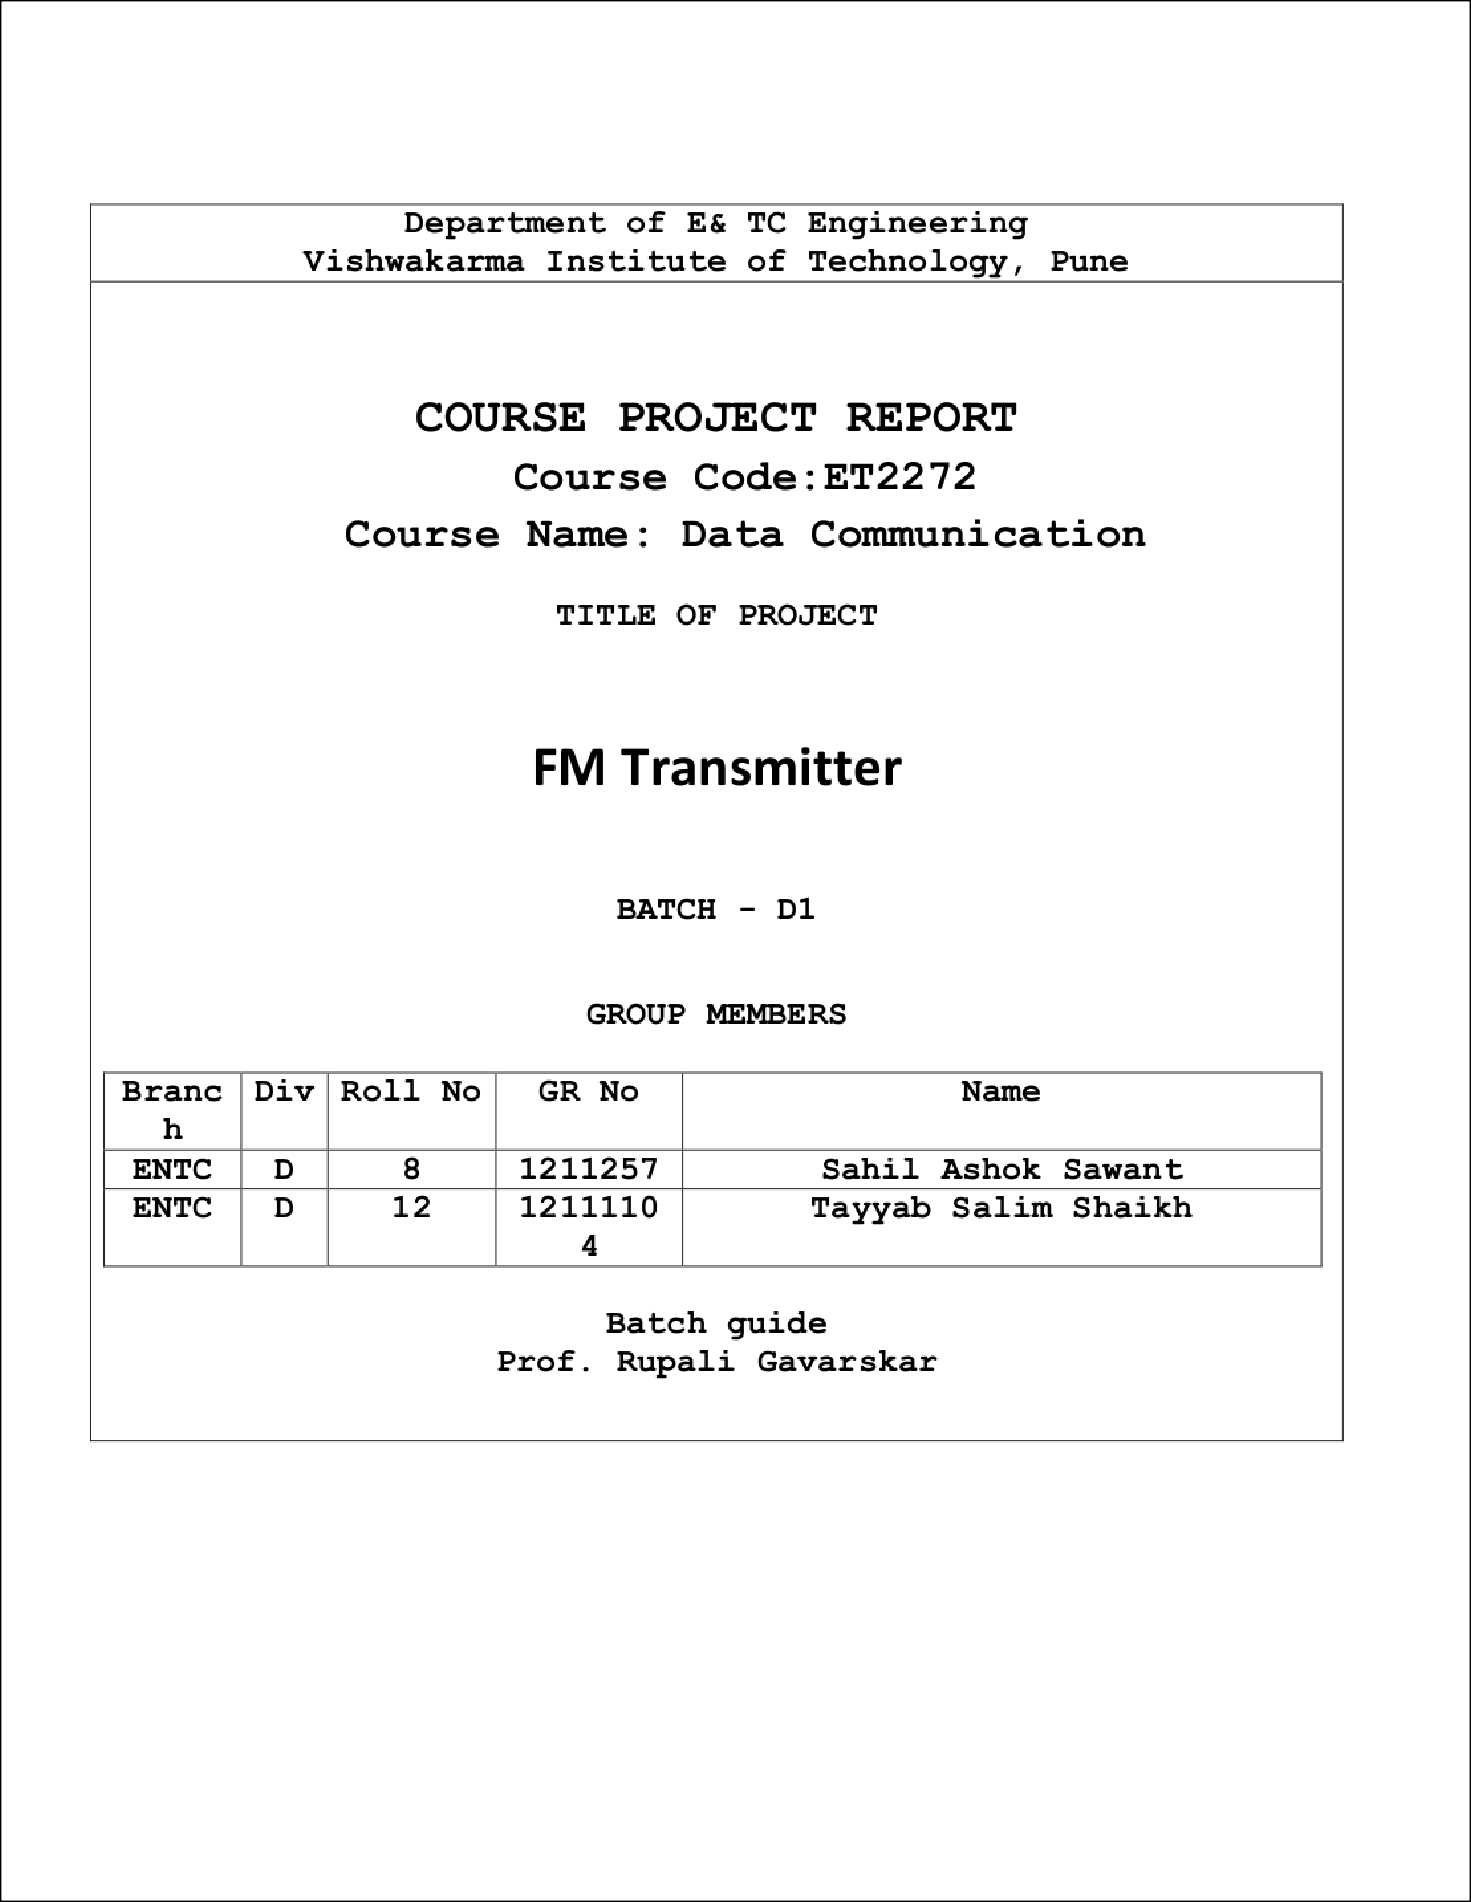 Department of E& TC Engineering
Vishwakarma Institute of Technology, Pune
COURSE PROJECT REPORT
Course Code:ET2272
Course Name: Data Communication
TITLE OF PROJECT
FM Transmitter
BATCH - D1
GROUP MEMBERS
Branc Div Roll No GR No Name
h
ENTC D 8 1211257 Sahil Ashok Sawant
ENTC D 12 1211110 Tayyab Salim Shaikh
4
Batch guide
Prof. Rupali Gavarskar